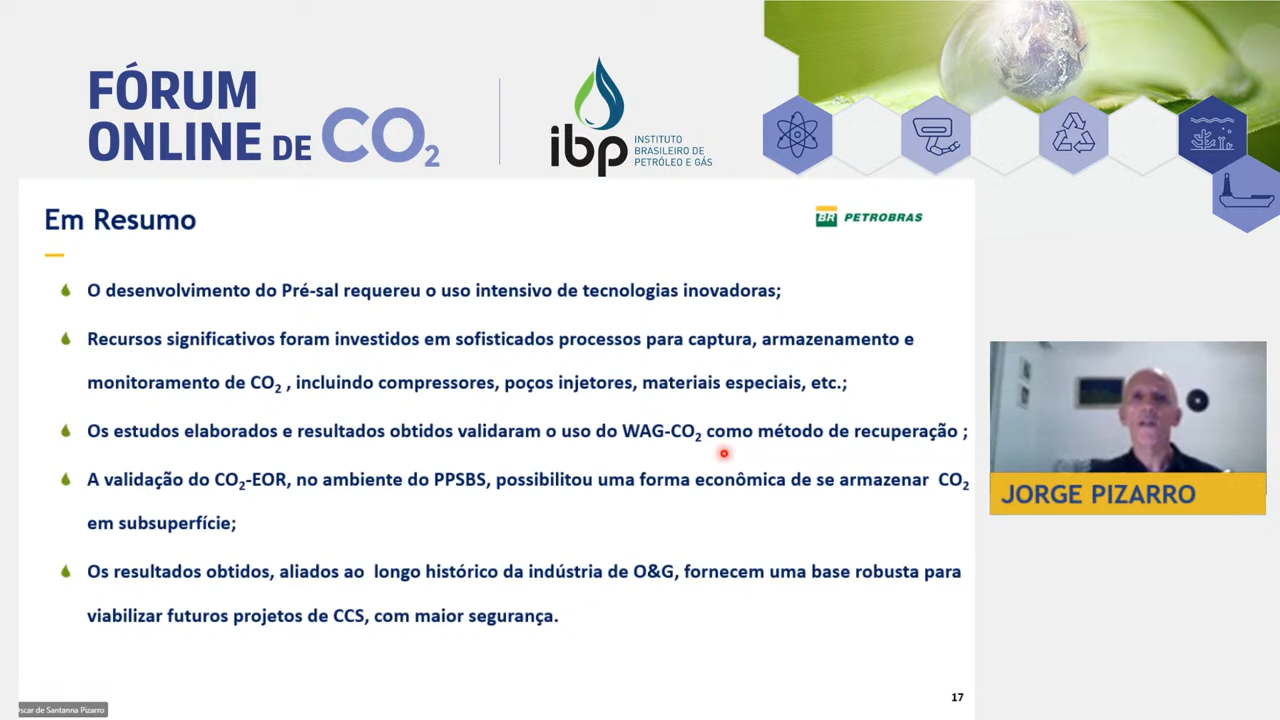 FÓRUM
ONLINE DE CO2
ibp
INSTITUTO
BRASILEIRO DE
PETRÓLEO E GÁS
Em Resumo
BR PETROBRAS
O desenvolvimento do Pré-sal requereu o uso intensivo de tecnologias inovadoras;
Recursos significativos foram investidos em sofisticados processos para captura, armazenamento e
monitoramento de CO2 , incluindo compressores, poços injetores, materiais especiais, etc.;
Os estudos elaborados e resultados obtidos validaram o uso do WAG-CO2 como método de recuperação ;
A validação do CO2-EOR, no ambiente do PPSBS, possibilitou uma forma econômica de se armazenar CO2
em subsuperfície;
Os resultados obtidos, aliados ao longo histórico da indústria de O&G, fornecem uma base robusta para
viabilizar futuros projetos de CCS, com maior segurança.
JORGE PIZARRO
17
oscar de Santanna Pizarro